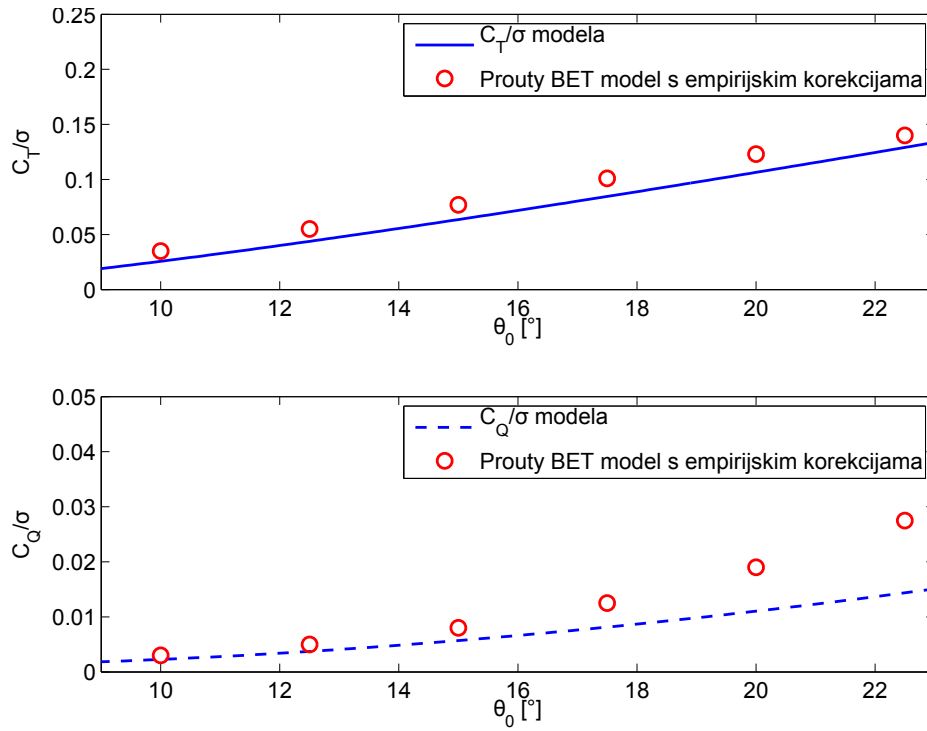 0.25
0.2
0.15
0.1
0.05
0
C_T/σ
C_T/σ modela
Prouty BET model s empirijskim korekcijama
10 12 14 16 18 20 22
θ_0 [°]
0.05
0.04
0.03
0.02
0.01
0
C_Q/σ
C_Q/σ modela
Prouty BET model s empirijskim korekcijama
10 12 14 16 18 20 22
θ_0 [°]